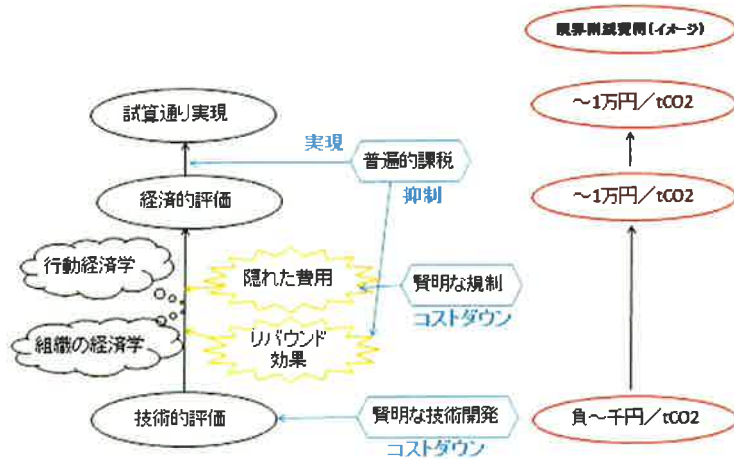 限界削減費用(イメージ)
試算通り実現
～1万円／tCO2
実現
普遍的課税
抑制
経済的評価
～1万円／tCO2
行動経済学
隠れた費用
賢明な規制
コストダウン
組織の経済学
リバウンド
効果
技術的評価
賢明な技術開発
コストダウン
負～千円／tCO2